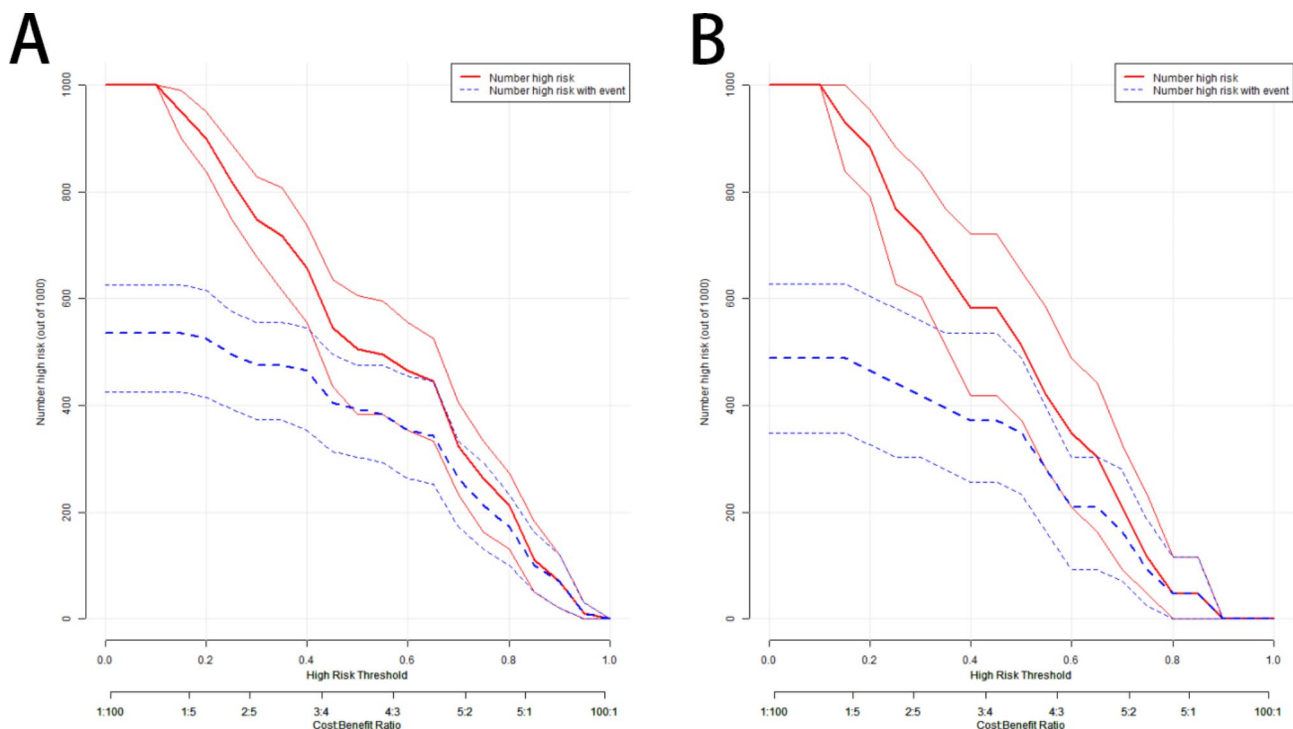 A
Number high risk
Number high risk with event
Number high risk (out of 1000)
1000
800
600
400
200
0
0.0 0.2 0.4 0.6 0.8 1.0
High Risk Threshold
1:100 1:5 2:5 3:4 4:3 5:2 5:1 100:1
Cost:Benefit Ratio
B
Number high risk
Number high risk with event
Number high risk (out of 1000)
1000
800
600
400
200
0
0.0 0.2 0.4 0.6 0.8 1.0
High Risk Threshold
1:100 1:5 2:5 3:4 4:3 5:2 5:1 100:1
Cost:Benefit Ratio